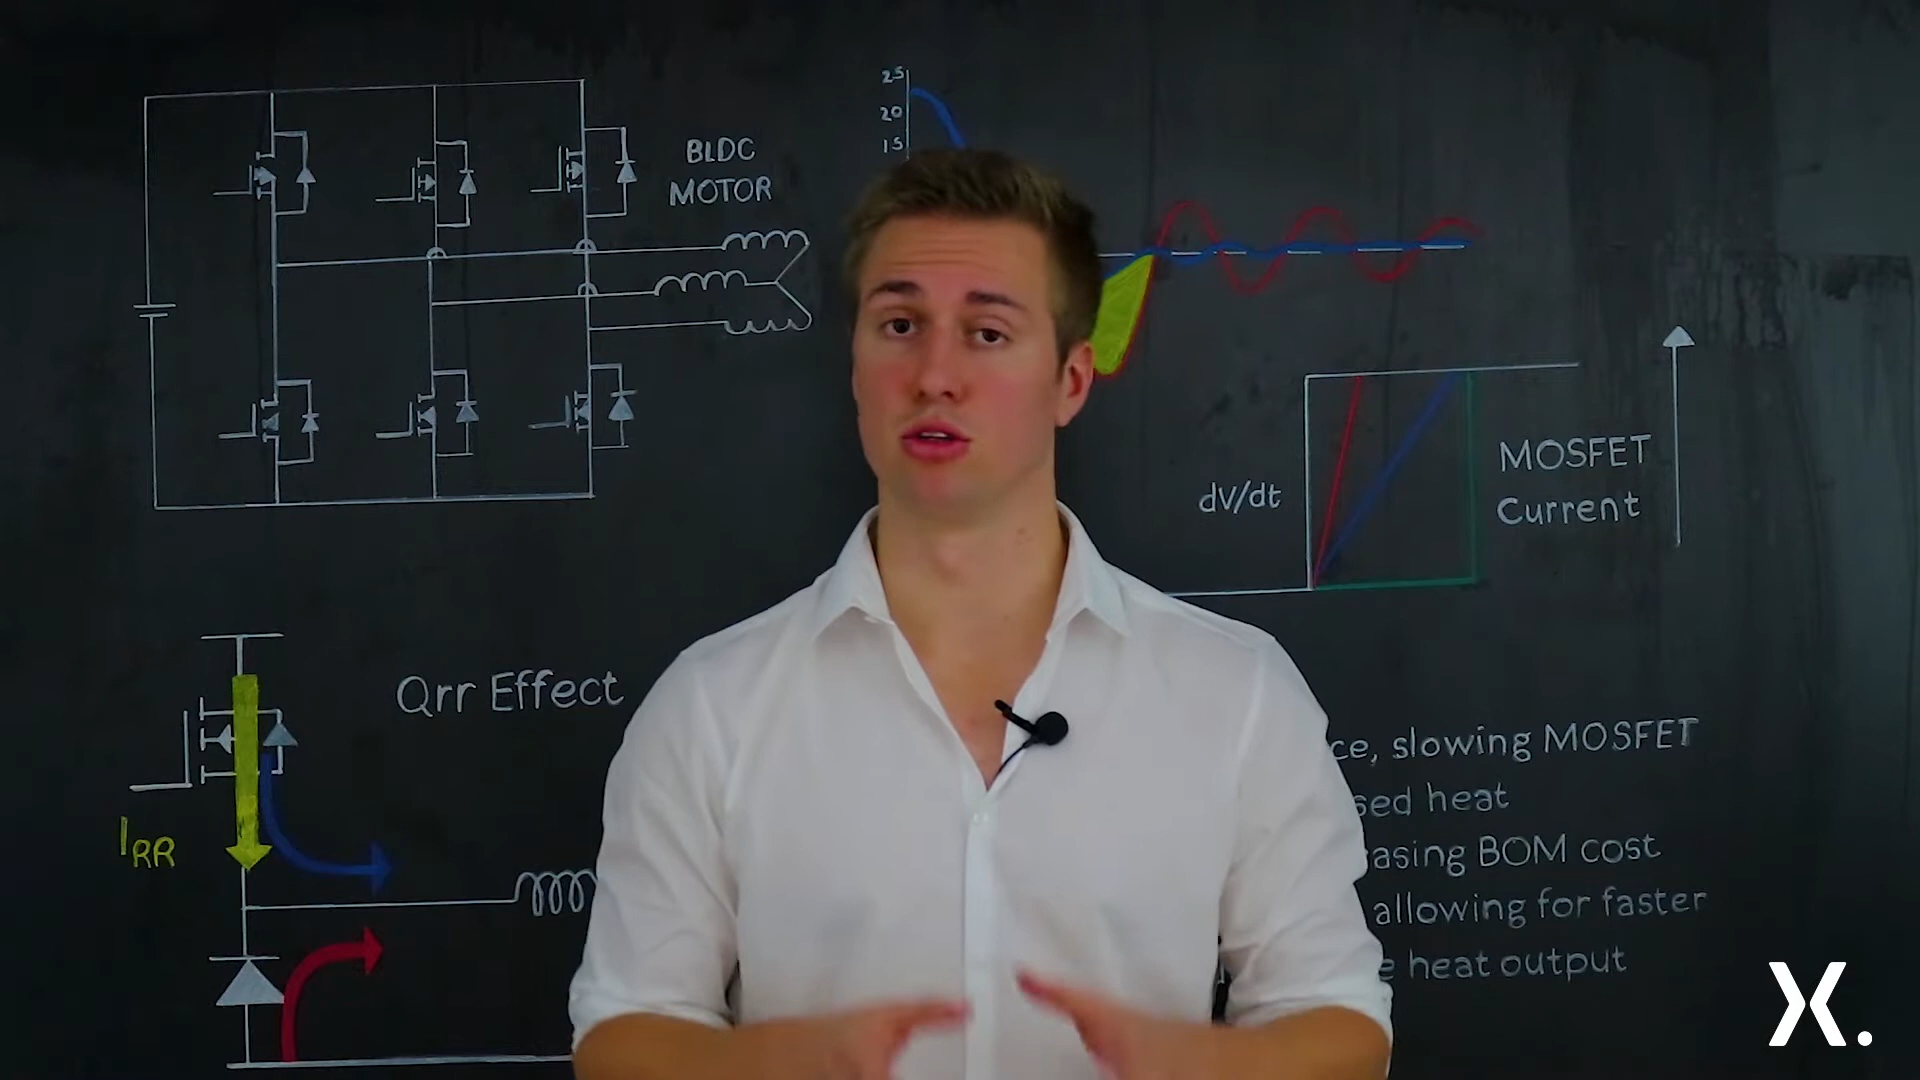 BLDC
MOTOR
25
20
15
dv/dt
MOSFET
Current
Qrr Effect
IRR
ce, slowing MOSFET
sed heat
asing BOM cost
allowing for faster
e heat output
X.